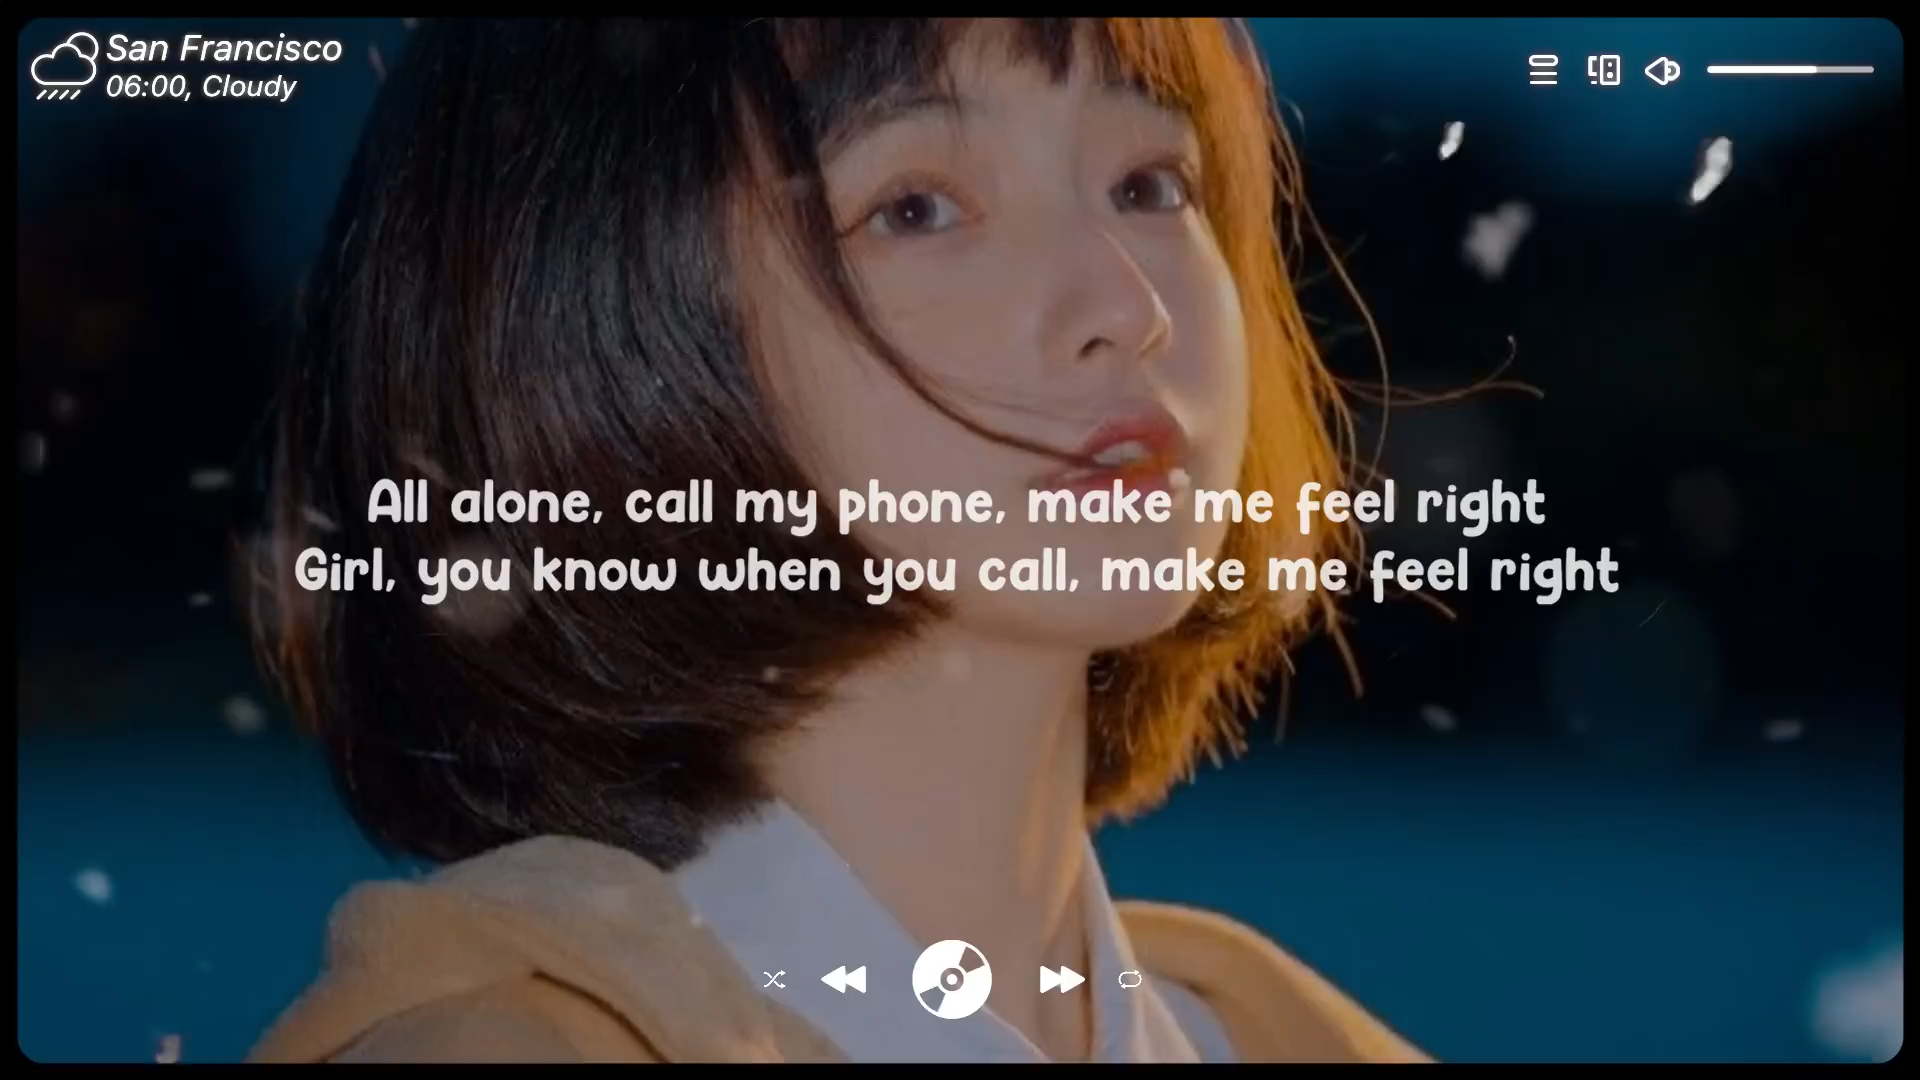 San Francisco
06:00, Cloudy
All alone, call my phone, make me feel right
Girl, you know when you call, make me feel right